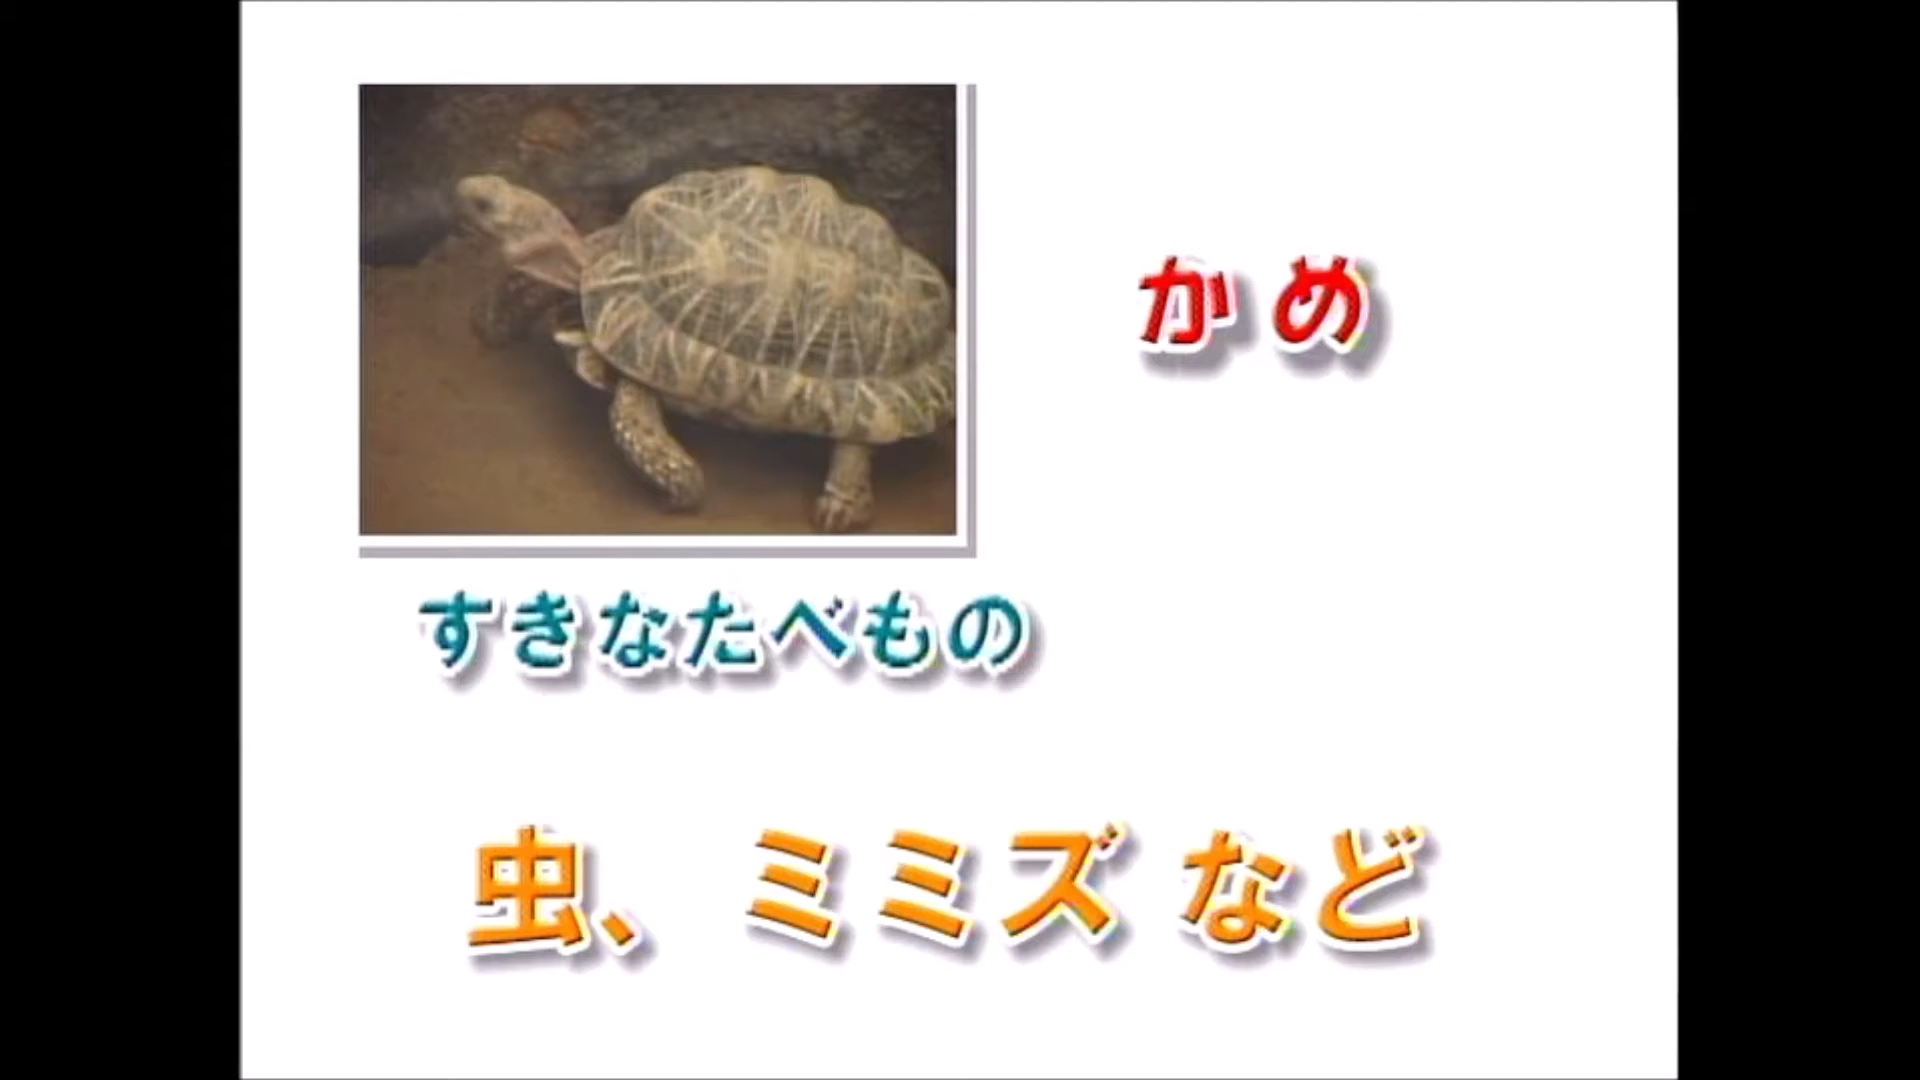 かめ
すきなたべもの
虫、ミミズ など